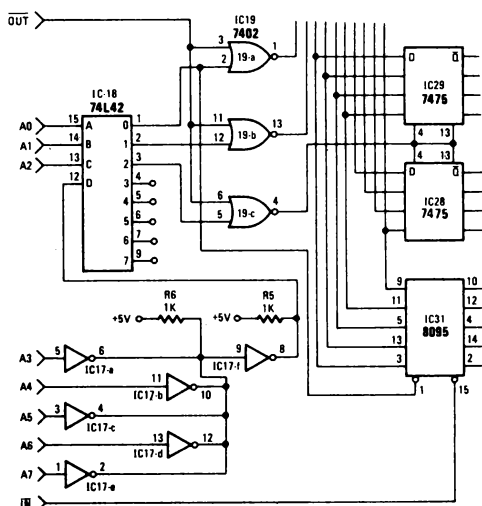 OUT
IC19
7402
3
2
19-a
1
IC-18
74L42
A0
15
A
0
1
A1
14
B
1
2
A2
13
C
2
3
12
D
3
4
4
5
5
6
6
7
7
9
11
12
19-b
13
6
5
19-c
4
D
Q
IC29
7475
4
13
4
13
D
Q
IC28
7475
9
10
11
12
IC31
8095
5
4
13
14
3
2
1
15
R6
1K
+5V
R5
1K
+5V
A3
5
6
IC17-a
9
8
IC17-f
A4
11
10
IC17-b
A5
3
4
IC17-c
A6
13
12
IC17-d
A7
1
2
IC17-e
IN